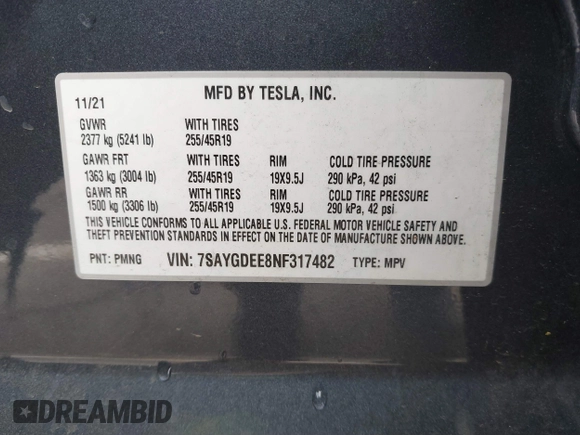 MFD BY TESLA, INC.
11/21
GVWR WITH TIRES
2377 kg (5241 lb) 255/45R19
GAWR FRT WITH TIRES RIM COLD TIRE PRESSURE
1363 kg (3004 lb) 255/45R19 19X9.5J 290 kPa, 42 psi
GAWR RR WITH TIRES RIM COLD TIRE PRESSURE
1500 kg (3306 lb) 255/45R19 19X9.5J 290 kPa, 42 psi
THIS VEHICLE CONFORMS TO ALL APPLICABLE U.S. FEDERAL MOTOR VEHICLE SAFETY AND
THEFT PREVENTION STANDARDS IN EFFECT ON THE DATE OF MANUFACTURE SHOWN ABOVE.
PNT: PMNG VIN: 7SAYGDEE8NF317482 TYPE: MPV
DREAMBID